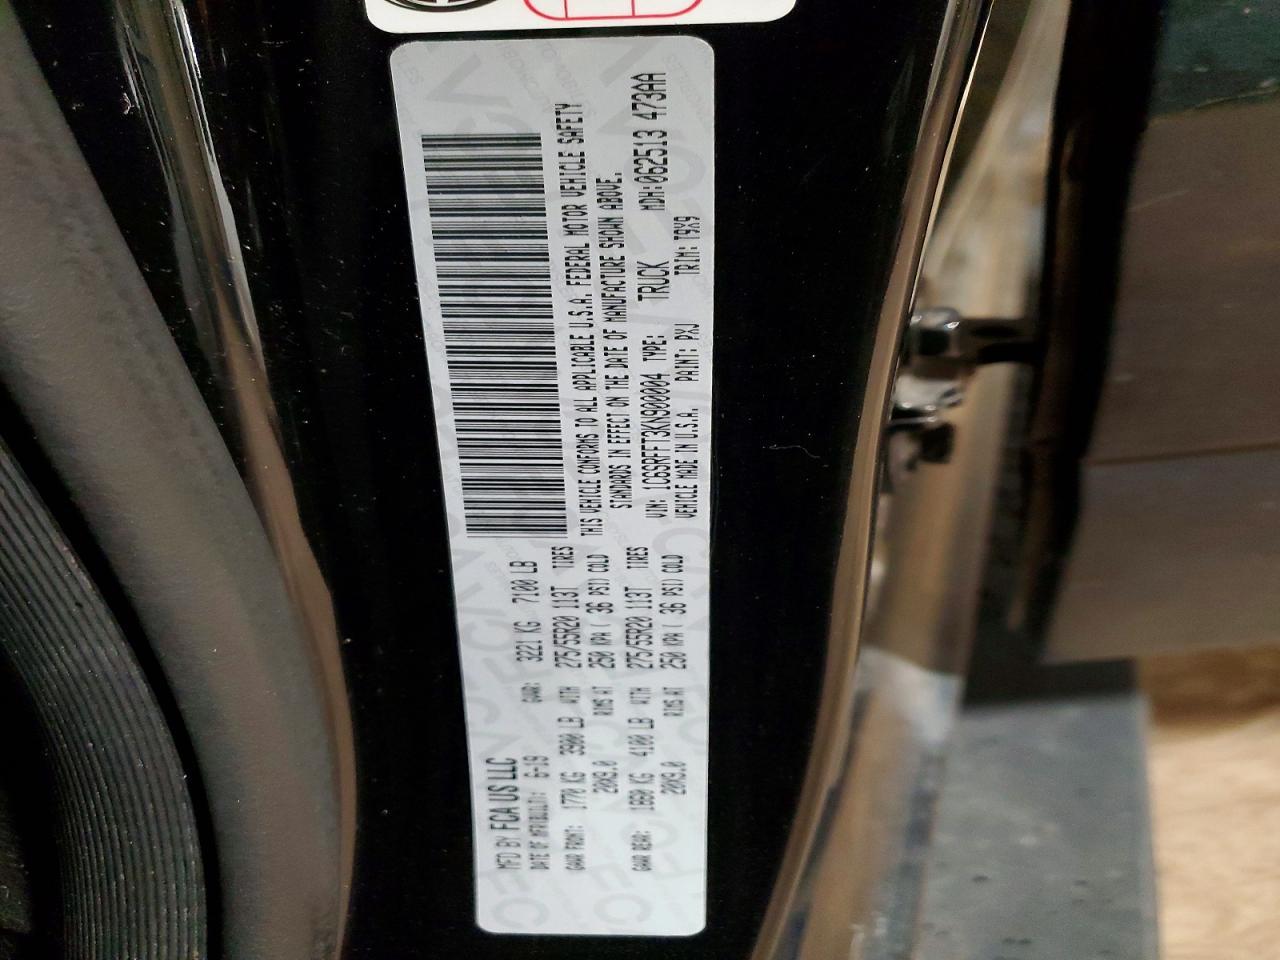 MFD BY FCA US LLC
DATE OF MFR(BUILT): 6-19 GVWR: 3221 KG 7100 LB
GAWR FRONT: 1770 KG 3900 LB WITH 275/55R20 113T TIRES
20X9.0 RIMS AT 250 KPA ( 36 PSI) COLD
GAWR REAR: 1860 KG 4100 LB WITH 275/55R20 113T TIRES
20X9.0 RIMS AT 250 KPA ( 36 PSI) COLD
THIS VEHICLE CONFORMS TO ALL APPLICABLE U.S.A. FEDERAL MOTOR VEHICLE SAFETY
STANDARDS IN EFFECT ON THE DATE OF MANUFACTURE SHOWN ABOVE.
VIN: 1C6SRFFT3KN900004 TYPE: TRUCK MDH: 062513 473AA
VEHICLE MADE IN U.S.A. PAINT: PXJ TRIM: T9X9